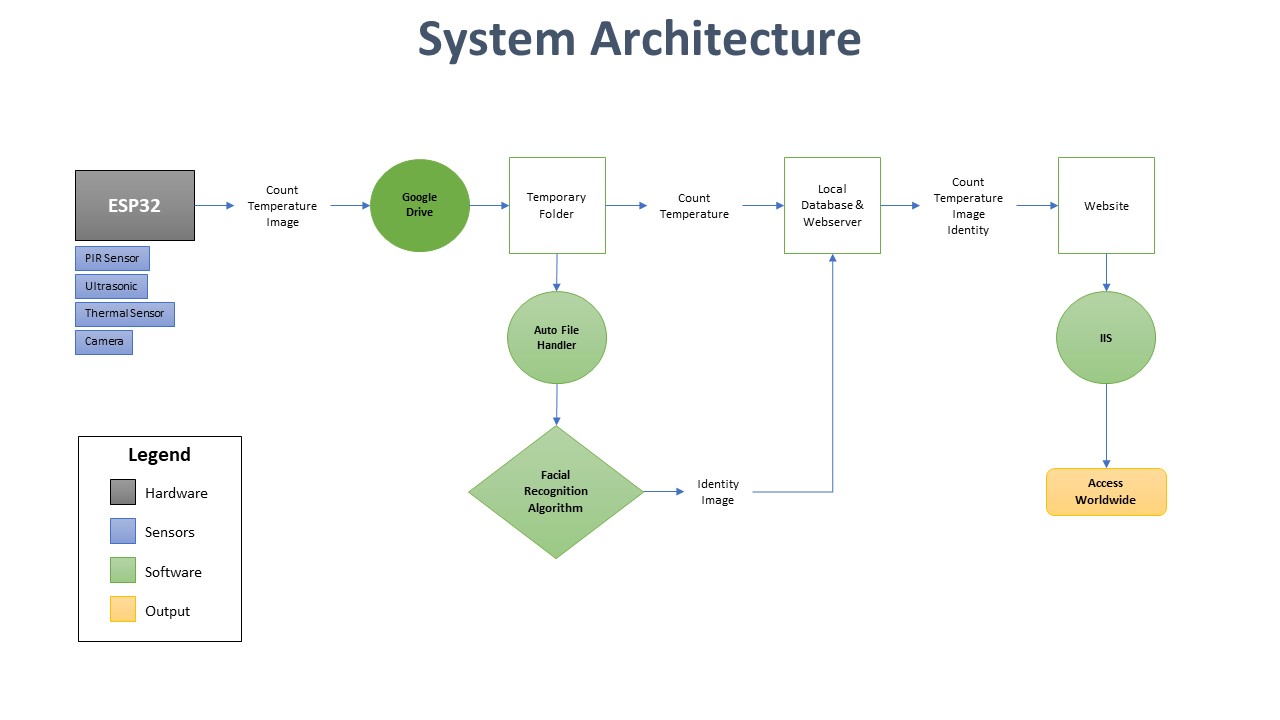 System Architecture
ESP32
PIR Sensor
Ultrasonic
Thermal Sensor
Camera
Count
Temperature
Image
Google
Drive
Temporary
Folder
Count
Temperature
Local
Database &
Webserver
Count
Temperature
Image
Identity
Website
Auto File
Handler
IIS
Facial
Recognition
Algorithm
Identity
Image
Access
Worldwide
Legend
Hardware
Sensors
Software
Output